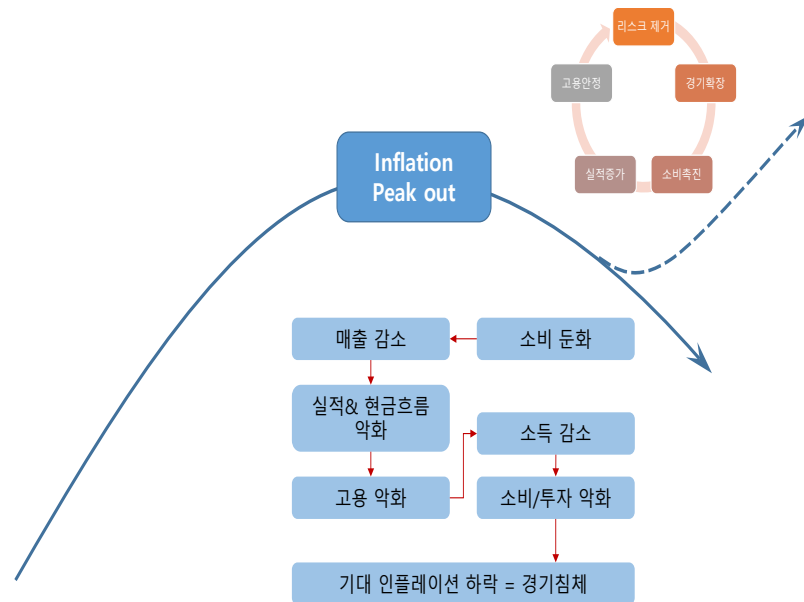 리스크 제거
고용안정
경기확장
실적증가
소비촉진
Inflation
Peak out
매출 감소
소비 둔화
실적& 현금흐름
악화
소득 감소
고용 악화
소비/투자 악화
기대 인플레이션 하락 = 경기침체